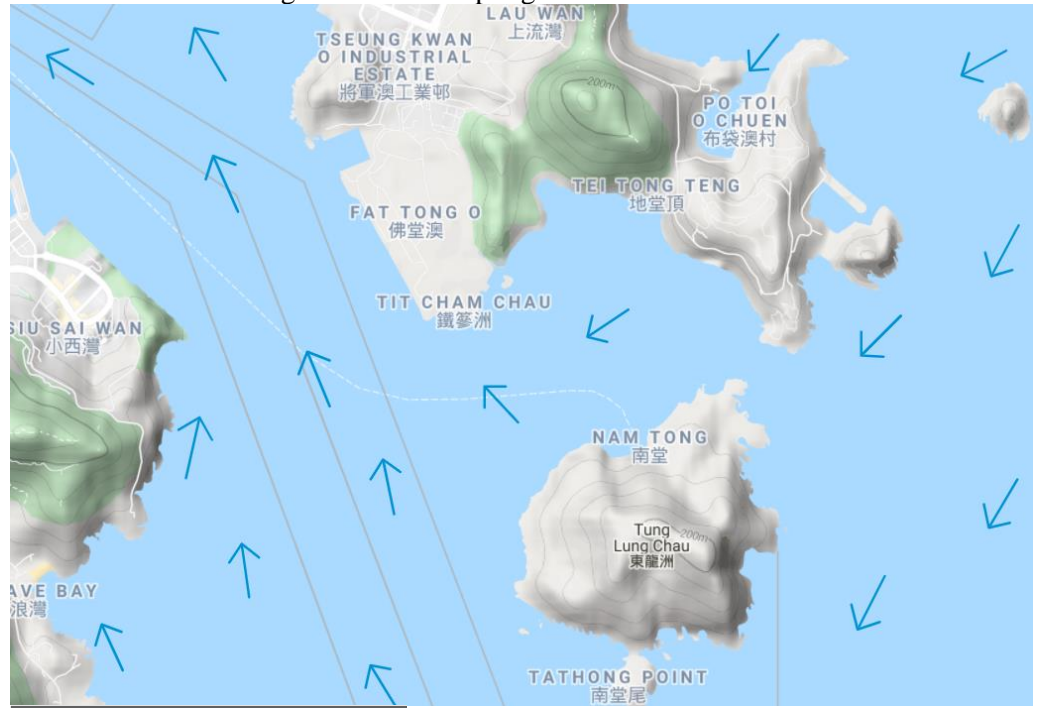 LAU WAN
上流灣
TSEUNG KWAN
O INDUSTRIAL
ESTATE
將軍澳工業邨
200m
PO TOI
O CHUEN
布袋澳村
TEI TONG TENG
地堂頂
FAT TONG O
佛堂澳
TIT CHAM CHAU
鐵篸洲
SIU SAI WAN
小西灣
NAM TONG
南堂
200m
Tung
Lung Chau
東龍洲
AVE BAY
浪灣
TATHONG POINT
南堂尾